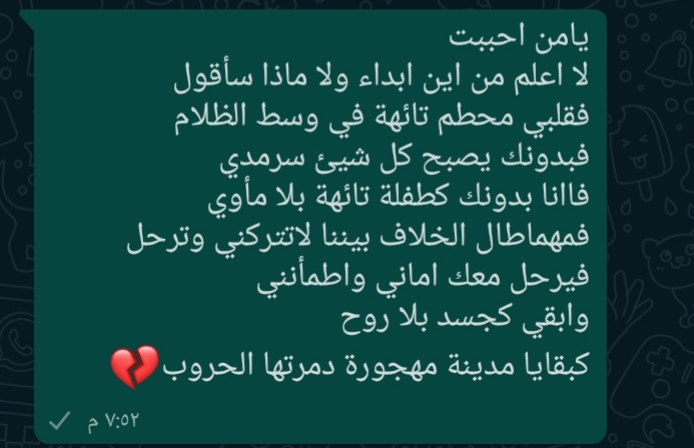 يامن احببت
لا اعلم من اين ابداء ولا ماذا سأقول
فقلبي محطم تائهة في وسط الظلام
فبدونك يصبح كل شيئ سرمدي
فاانا بدونك كطفلة تائهة بلا مأوي
فمهماطال الخلاف بيننا لاتتركني وترحل
فيرحل معك اماني واطمأنني
وابقي كجسد بلا روح
كبقايا مدينة مهجورة دمرتها الحروب💔
٧:٥٢ م